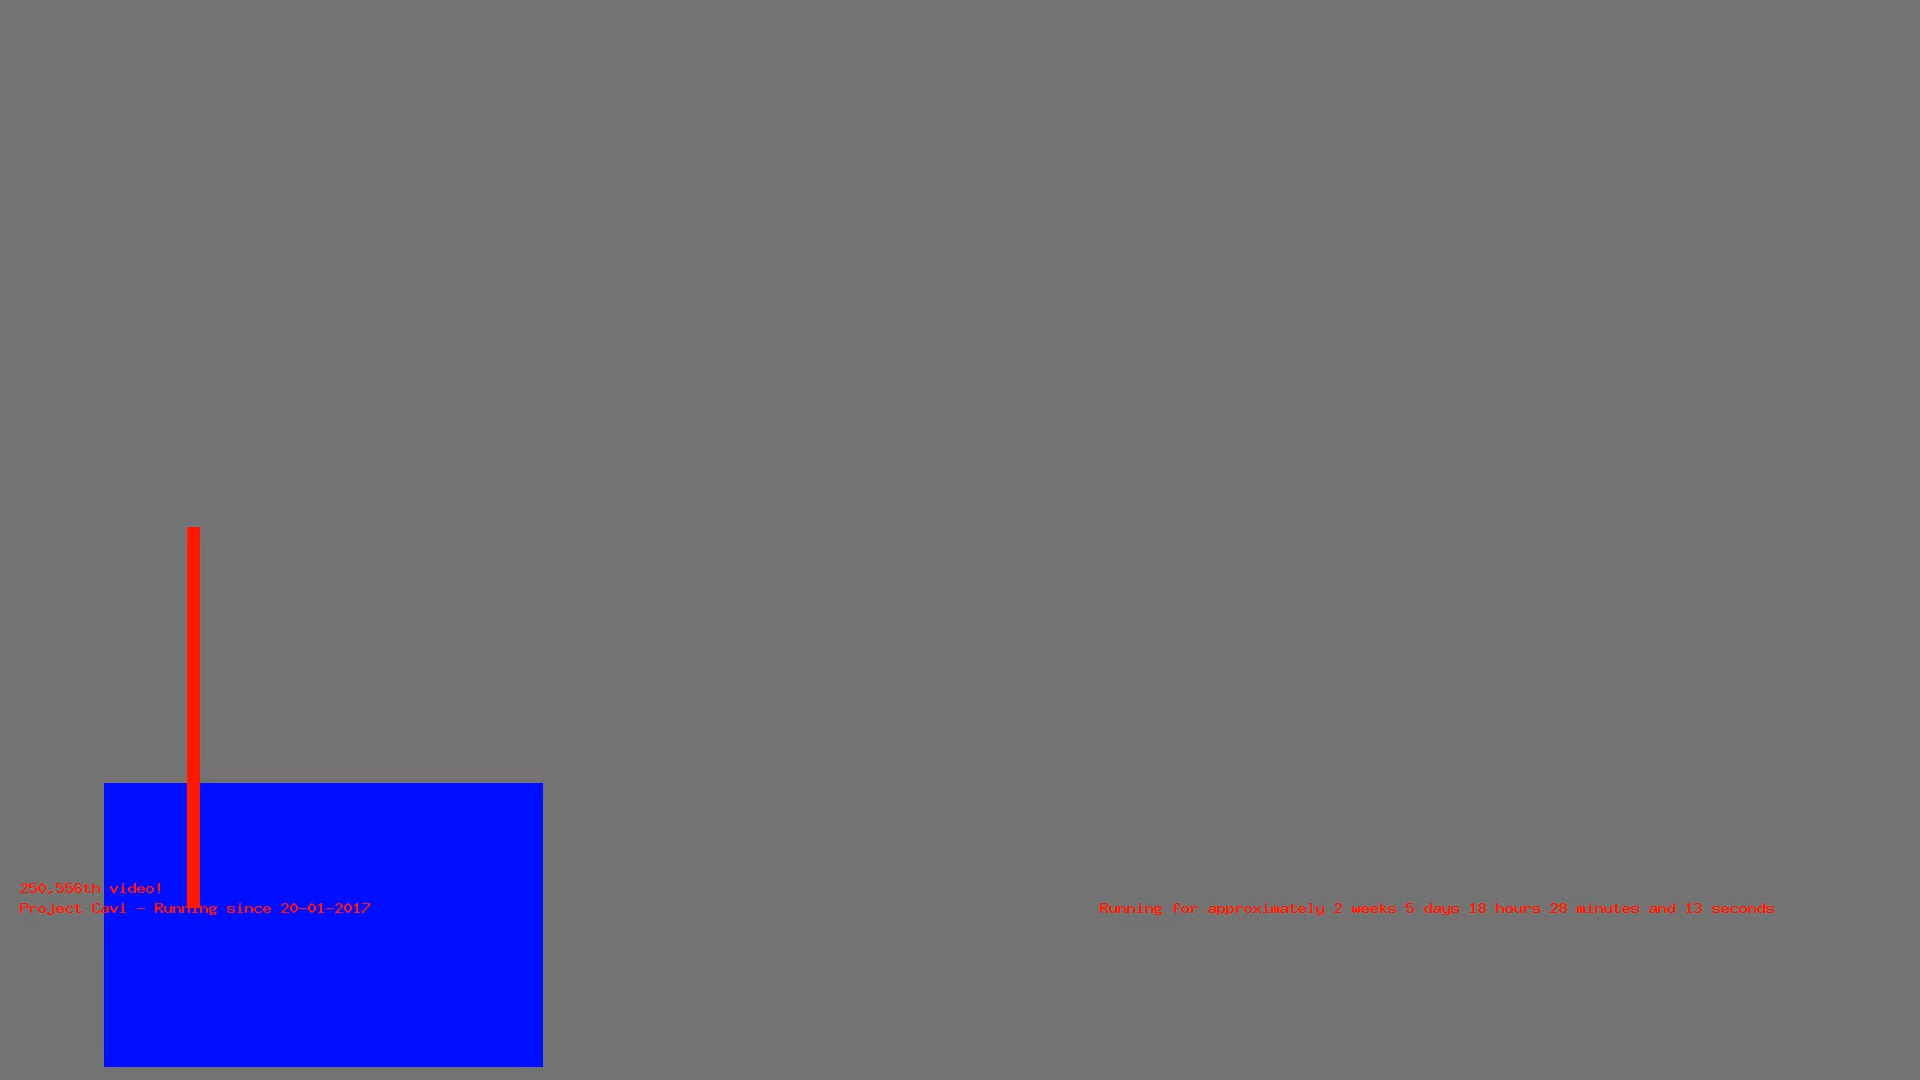 250.556th video!
Project Cavi - Running since 20-01-2017
Running for approximately 2 weeks 5 days 18 hours 28 minutes and 13 seconds